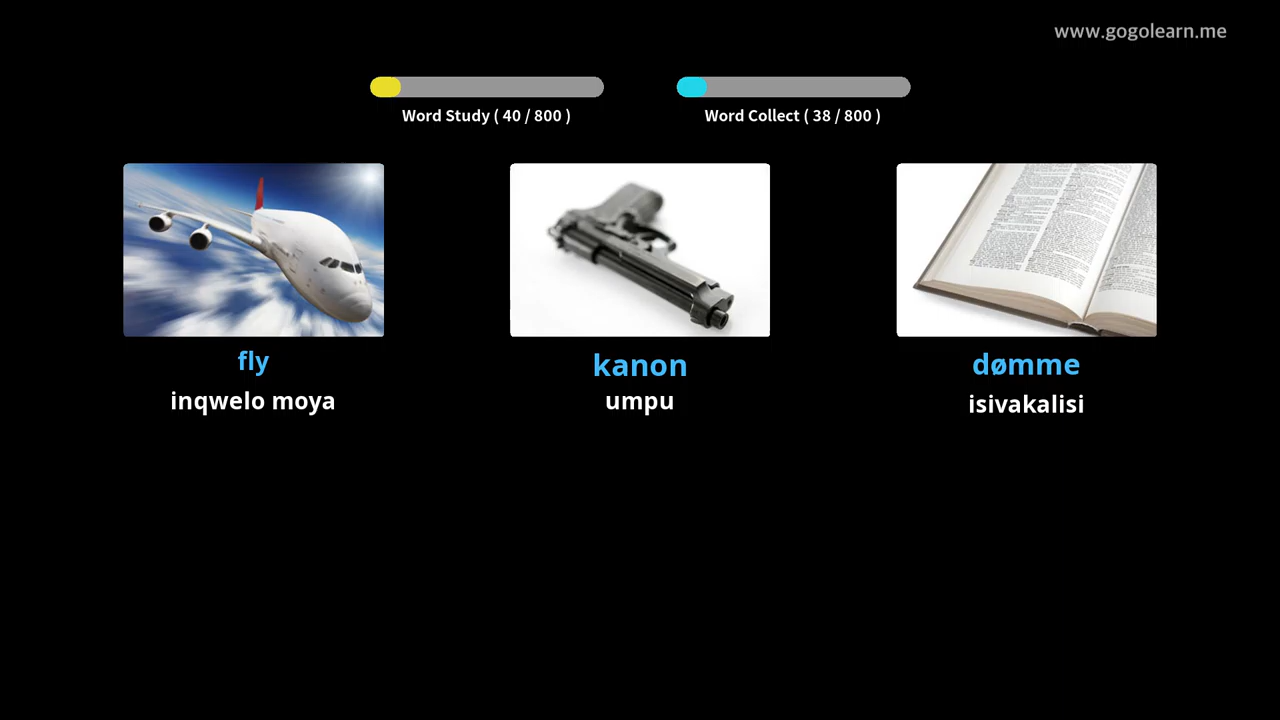 www.gogolearn.me
Word Study ( 40 / 800 )
Word Collect ( 38 / 800 )
fly
inqwelo moya
kanon
umpu
dømme
isivakalisi